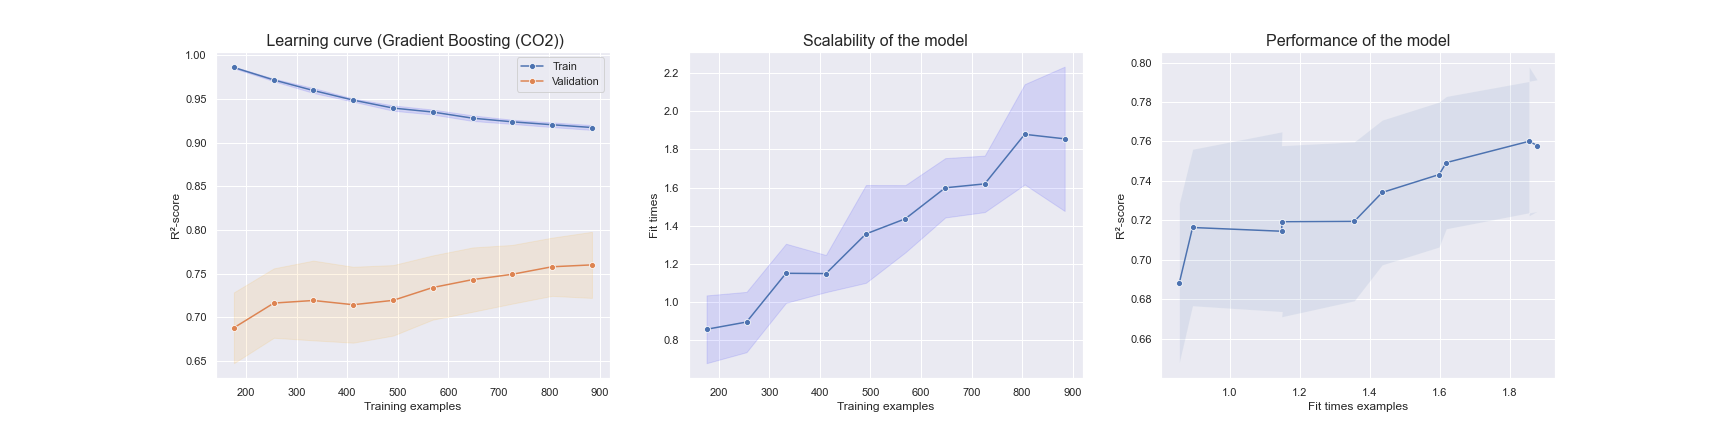 Learning curve (Gradient Boosting (CO2))
Train
Validation
1.00
0.95
0.90
0.85
0.80
0.75
0.70
0.65
R²-score
200 300 400 500 600 700 800 900
Training examples
Scalability of the model
2.2
2.0
1.8
1.6
1.4
1.2
1.0
0.8
Fit times
200 300 400 500 600 700 800 900
Training examples
Performance of the model
0.80
0.78
0.76
0.74
0.72
0.70
0.68
0.66
R²-score
1.0 1.2 1.4 1.6 1.8
Fit times examples